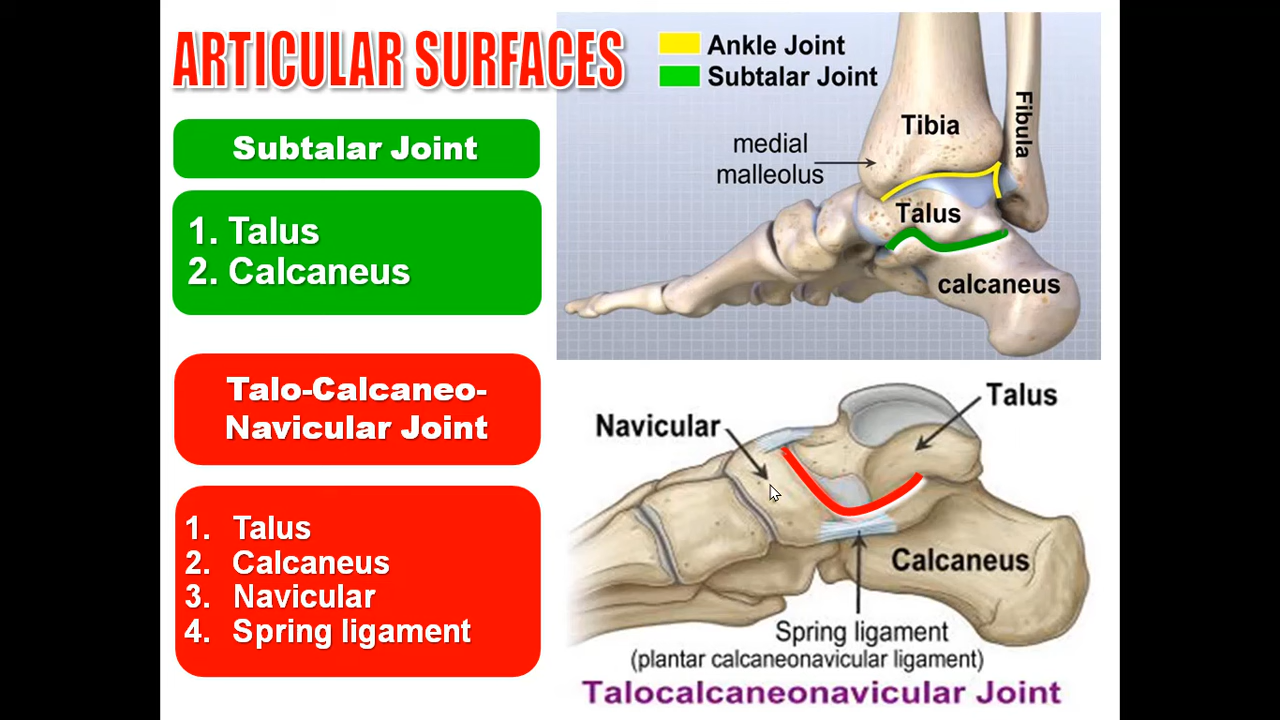 ARTICULAR SURFACES
Subtalar Joint
1. Talus
2. Calcaneus
Talo-Calcaneo-
Navicular Joint
1. Talus
2. Calcaneus
3. Navicular
4. Spring ligament
Ankle Joint
Subtalar Joint
Tibia
Fibula
medial
malleolus
Talus
calcaneus
Talus
Navicular
Calcaneus
Spring ligament
(plantar calcaneonavicular ligament)
Talocalcaneonavicular Joint